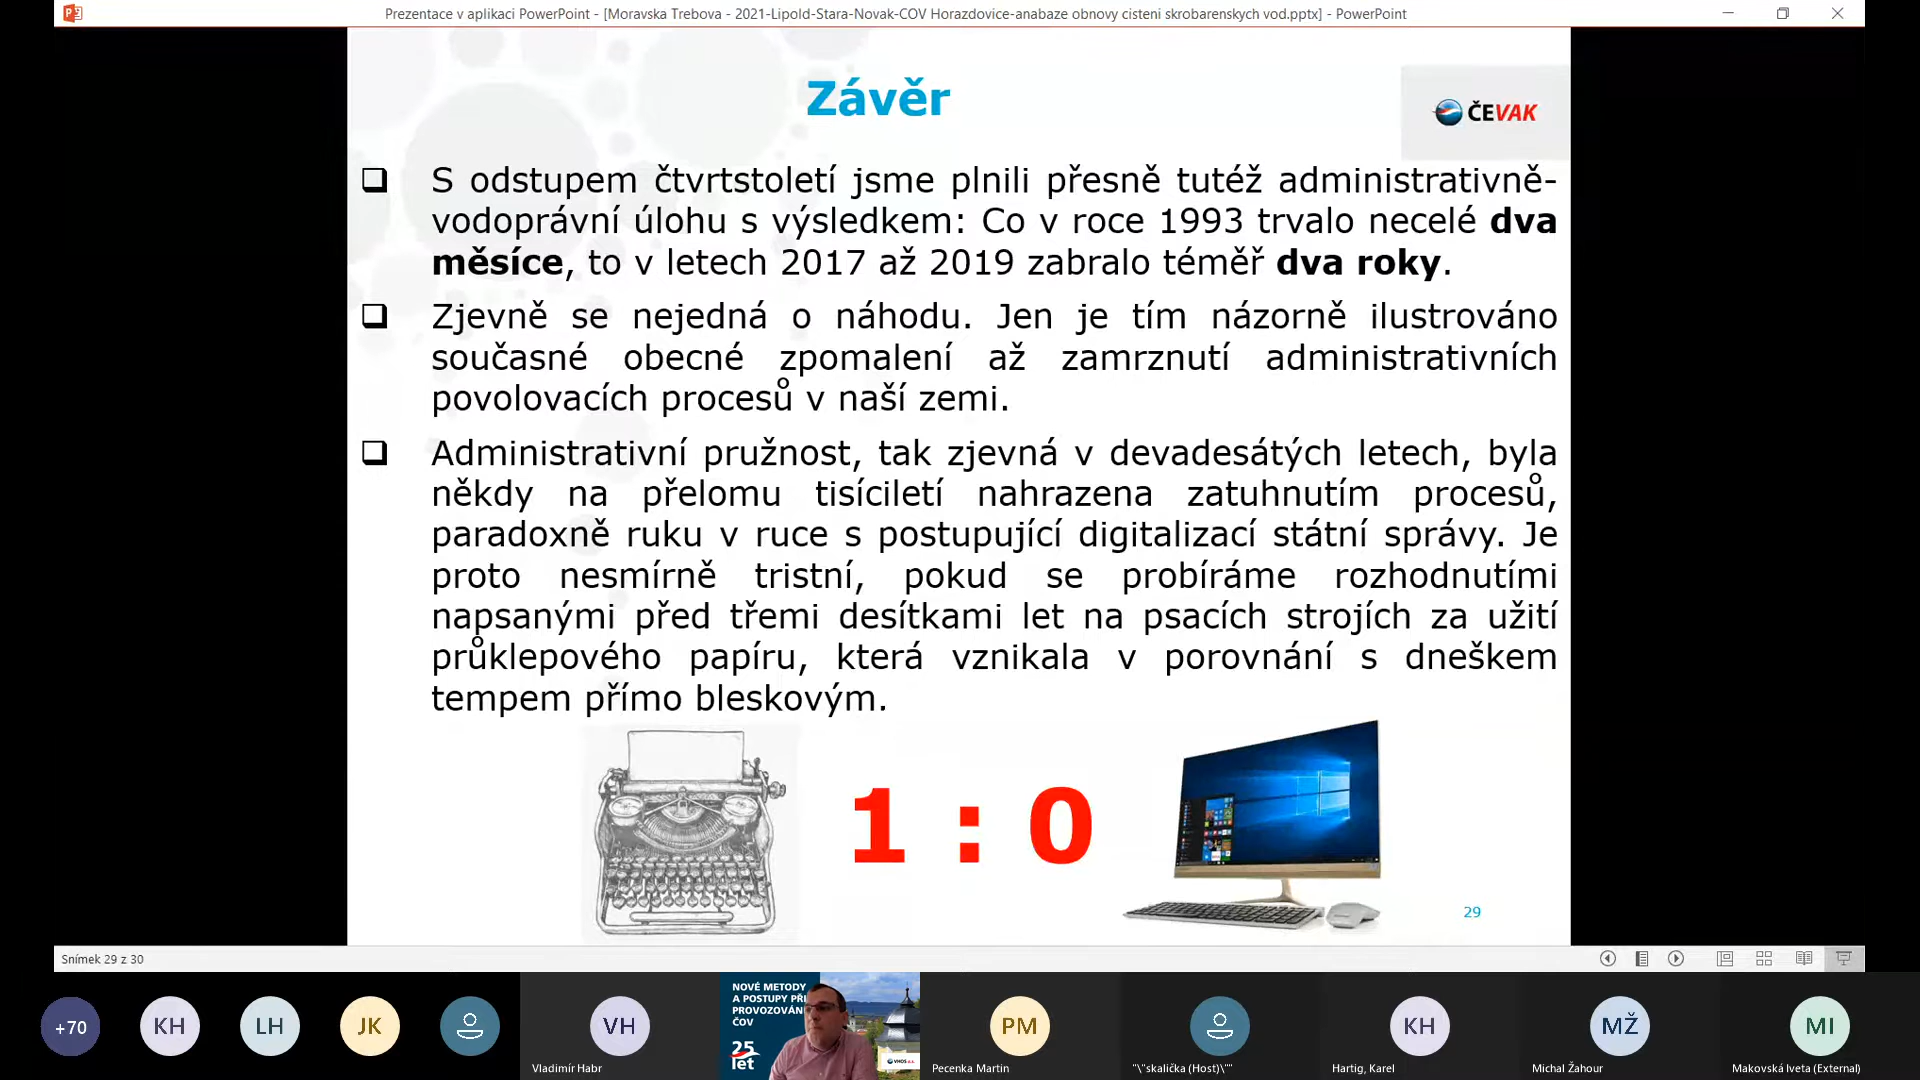 Prezentace v aplikaci PowerPoint - [Moravska Trebova - 2021-Lipold-Stara-Novak-COV Horazdovice-anabaze obnovy cisteni skrobarenskych vod.pptx] - PowerPoint
Závěr
ČEVAK
S odstupem čtvrtstoletí jsme plnili přesně tutéž administrativně-
vodoprávní úlohu s výsledkem: Co v roce 1993 trvalo necelé dva
měsíce, to v letech 2017 až 2019 zabralo téměř dva roky.
Zjevně se nejedná o náhodu. Jen je tím názorně ilustrováno
současné obecné zpomalení až zamrznutí administrativních
povolovacích procesů v naší zemi.
Administrativní pružnost, tak zjevná v devadesátých letech, byla
někdy na přelomu tisíciletí nahrazena zatuhnutím procesů,
paradoxně ruku v ruce s postupující digitalizací státní správy. Je
proto nesmírně tristní, pokud se probíráme rozhodnutími
napsanými před třemi desítkami let na psacích strojích za užití
průklepového papíru, která vznikala v porovnání s dneškem
tempem přímo bleskovým.
1 : 0
29
Snímek 29 z 30
+70
KH
LH
JK
VH
Vladimír Habr
NOVÉ METODY
A POSTUPY PŘI
PROVOZOVÁN
ČOV
25
let
VHOS a.s.
PM
Pecenka Martin
"\"skalička (Host)\""
KH
Hartig, Karel
MŽ
Michal Žahour
MI
Makovská Iveta (External)